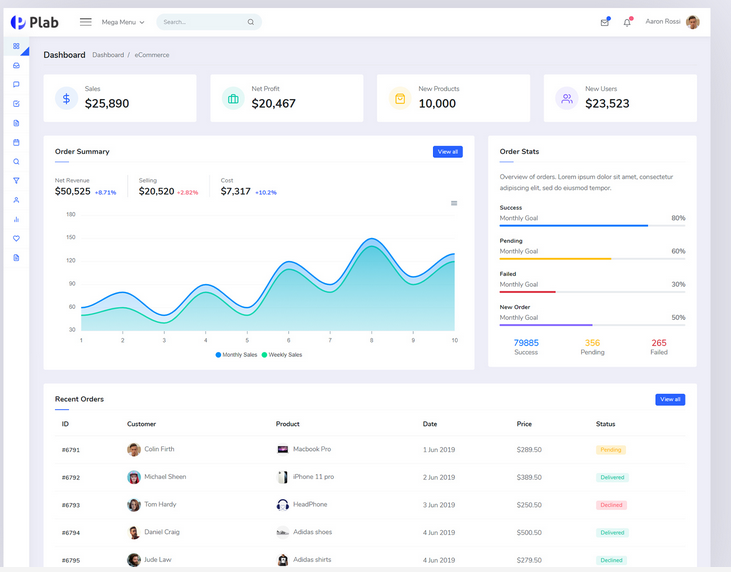 Plab
Mega Menu
Search...
Aaron Rossi
Dashboard Dashboard / eCommerce
Sales
$25,890
Net Profit
$20,467
New Products
10,000
New Users
$23,523
Order Summary
View all
Net Revenue
$50,525 +8.71%
Selling
$20,520 +2.82%
Cost
$7,317 +10.2%
180
150
120
90
60
30
1 2 3 4 5 6 7 8 9 10
Monthly Sales Weekly Sales
Order Stats
Overview of orders. Lorem ipsum dolor sit amet, consectetur
adipiscing elit, sed do eiusmod tempor.
Success
Monthly Goal 80%
Pending
Monthly Goal 60%
Failed
Monthly Goal 30%
New Order
Monthly Goal 50%
79885 356 265
Success Pending Failed
Recent Orders
View all
ID Customer Product Date Price Status
#6791 Colin Firth Macbook Pro 1 Jun 2019 $289.50 Pending
#6792 Michael Sheen iPhone 11 pro 2 Jun 2019 $389.50 Delivered
#6793 Tom Hardy HeadPhone 3 Jun 2019 $250.50 Declined
#6794 Daniel Craig Adidas shoes 4 Jun 2019 $500.50 Delivered
#6795 Jude Law Adidas shirts 4 Jun 2019 $279.50 Declined